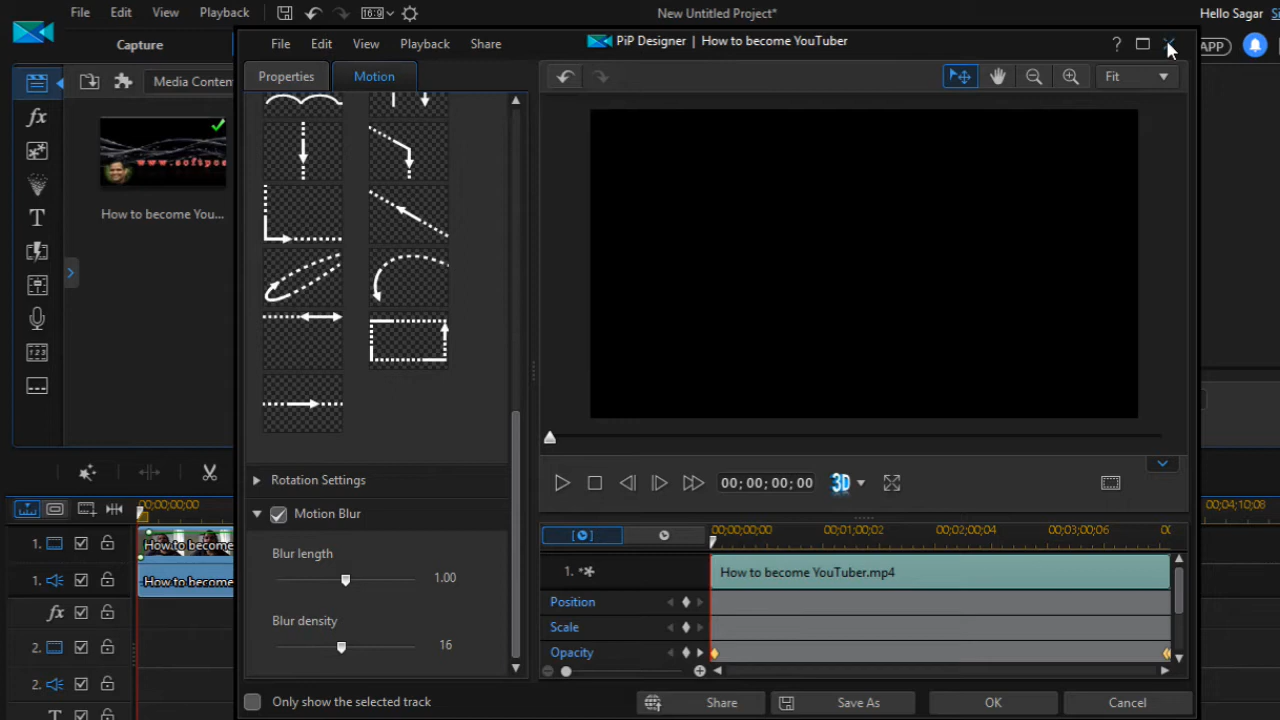 File Edit View Playback 16:9 New Untitled Project* Hello Sagar
Capture
PiP Designer | How to become YouTuber
File Edit View Playback Share
? APP
Media Conten
Properties Motion
Fit
How to become You...
Rotation Settings
Motion Blur
Blur length
1.00
Blur density
16
00; 00; 00; 00 3D
00;00;00;00
00;04;10;08
00;00;00;00 00;01;00;02 00;02;00;04 00;03;00;06 00
1. How to become
1. How to become
fx
2.
2.
T
1. How to become YouTuber.mp4
Position
Scale
Opacity
Only show the selected track
Share Save As OK Cancel